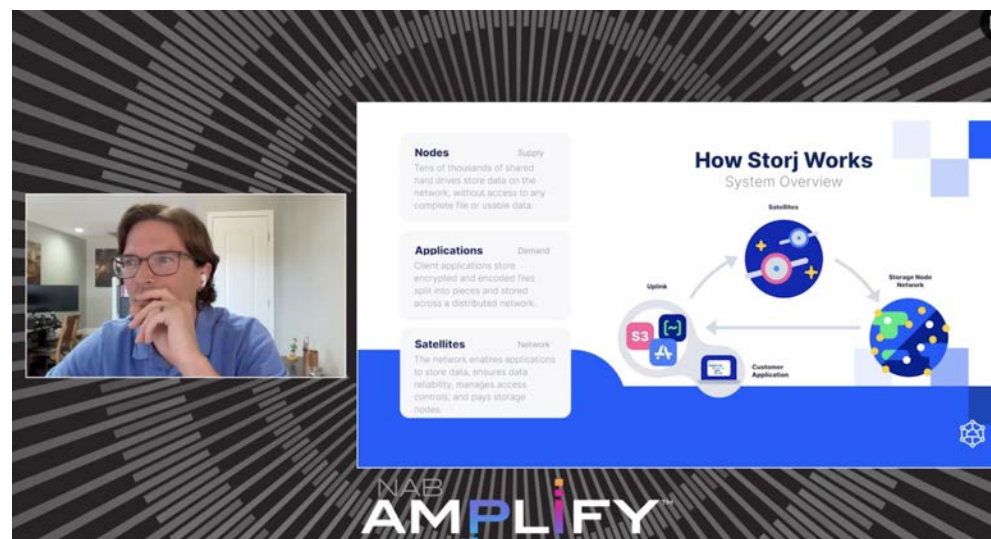 Nodes
Supply
Tens of thousands of shared
hard drives store data on the
network, without access to any
complete file or usable data.
Applications
Demand
Client applications store
encrypted and encoded files
split into pieces and stored
across a distributed network.
Satellites
Network
The network enables applications
to store data, ensures data
reliability, manages access
controls, and pays storage
nodes.
How Storj Works
System Overview
Satellites
Uplink
Storage Node
Network
S3
Customer
Application
NAB
AMPLIFY™